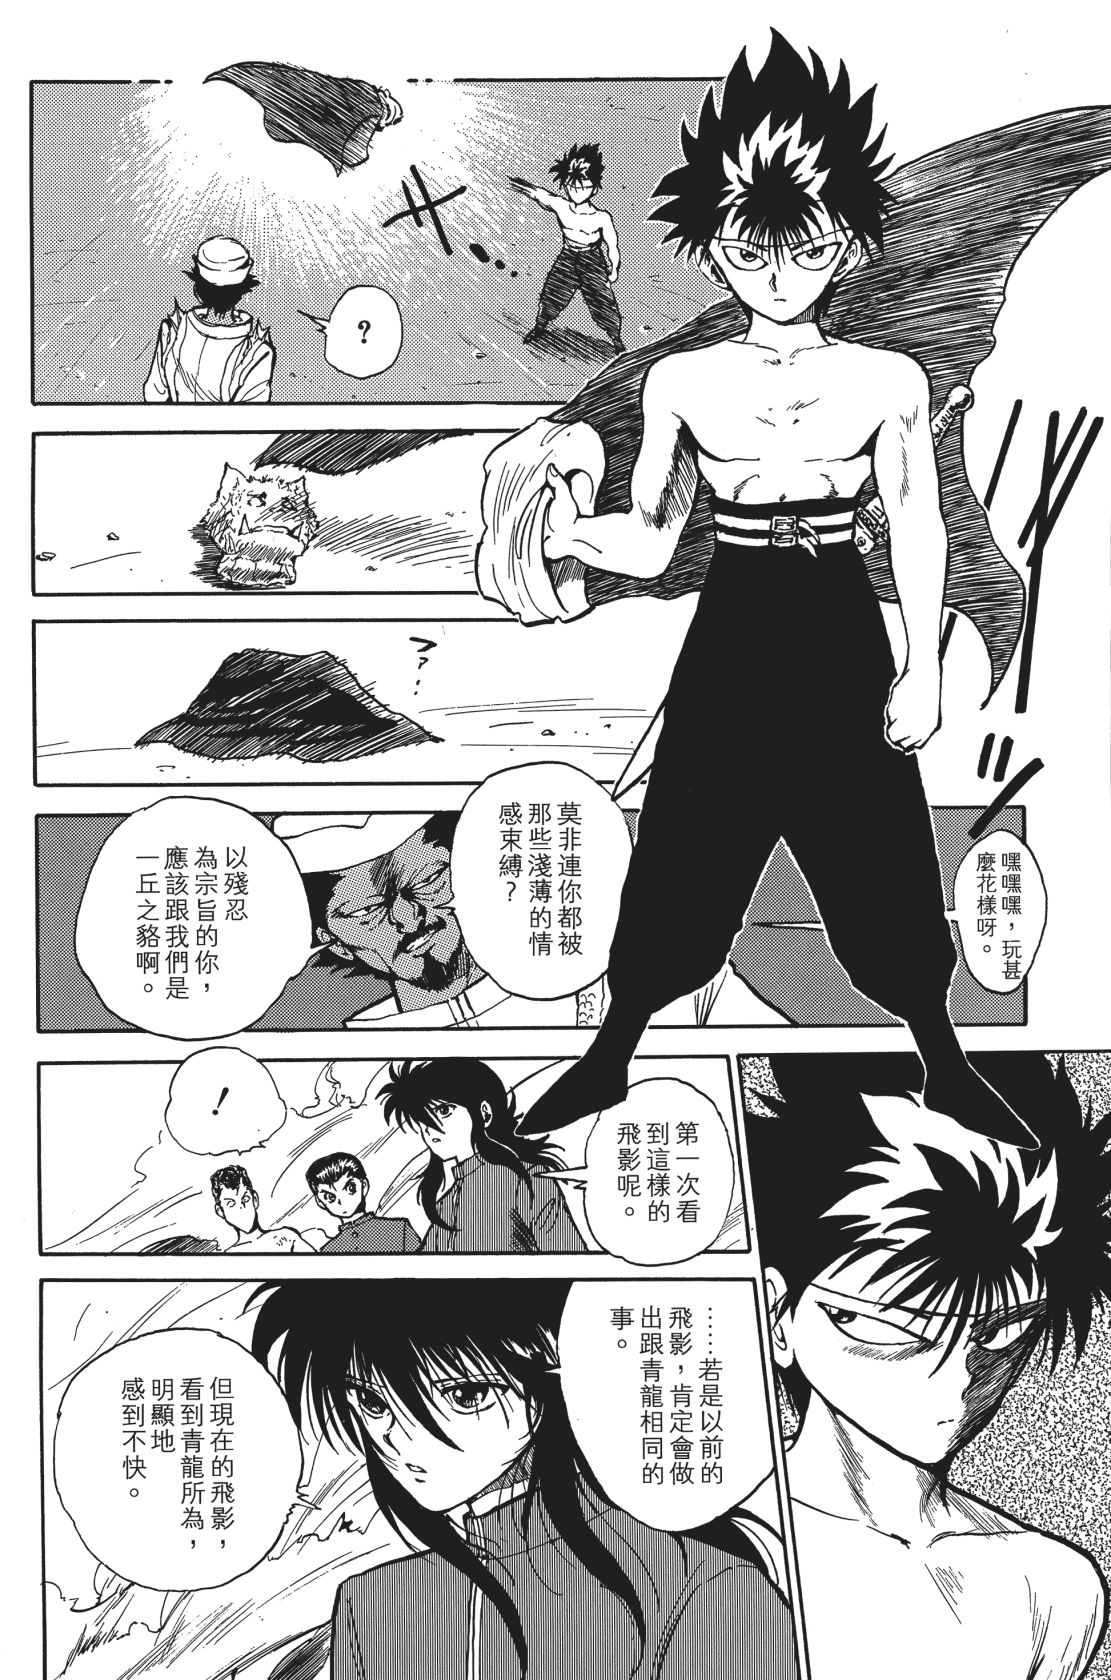 ？
嘿嘿嘿，玩甚
麼花樣呀。
莫非連你都被
那些淺薄的情
感束縛？
以殘忍
為宗旨的你，
應該跟我們是
一丘之貉啊。
第一次看
到這樣的
飛影呢。
！
……若是以前的
飛影，肯定會做
出跟青龍相同的
事。
但現在的飛影，
看到青龍所為，
明顯地
感到不快。